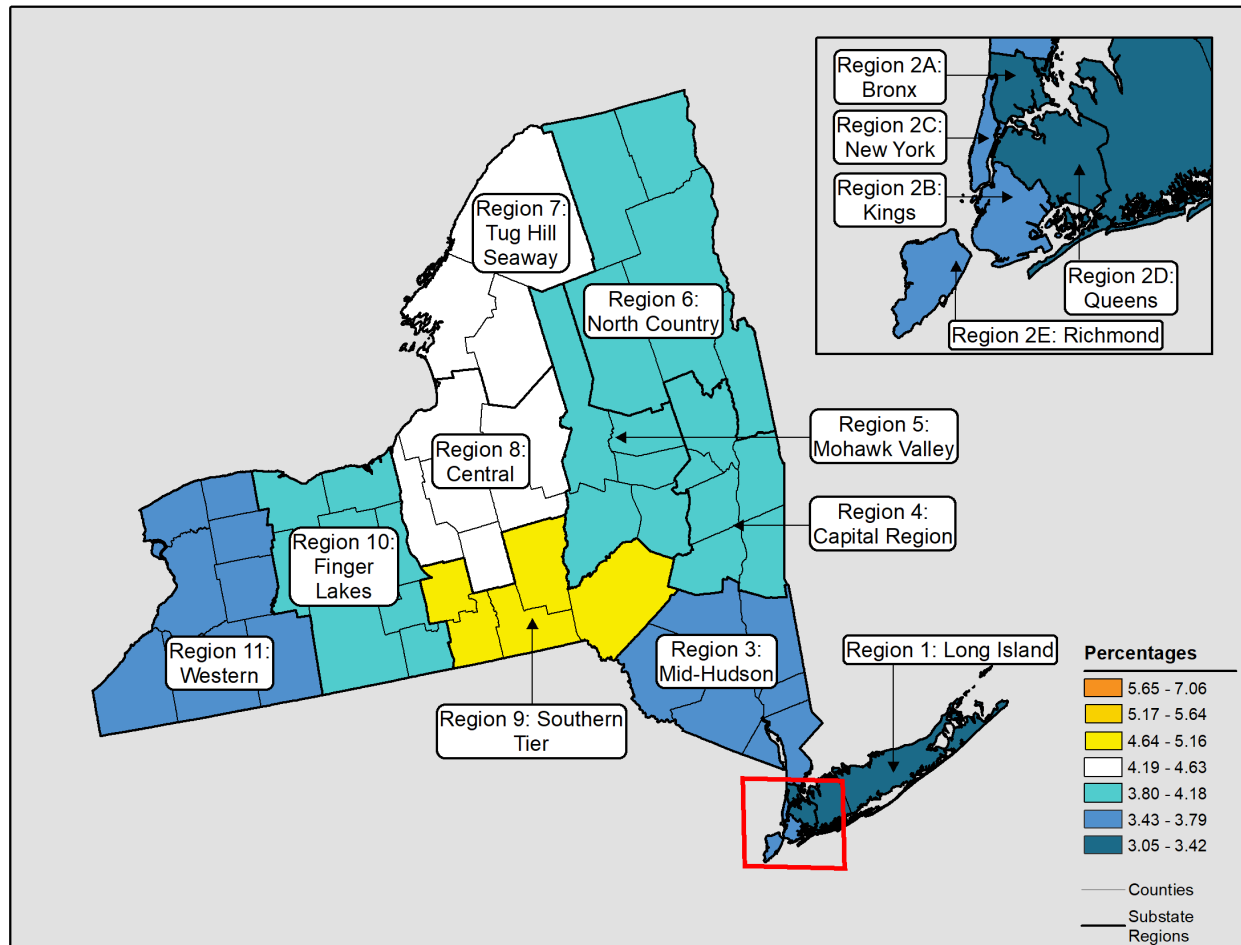 Region 2A:
Bronx
Region 2C:
New York
Region 2B:
Kings
Region 2D:
Queens
Region 2E: Richmond
Region 7:
Tug Hill
Seaway
Region 6:
North Country
Region 5:
Mohawk Valley
Region 8:
Central
Region 4:
Capital Region
Region 10:
Finger
Lakes
Region 11:
Western
Region 3:
Mid-Hudson
Region 1: Long Island
Region 9: Southern
Tier
Percentages
5.65 - 7.06
5.17 - 5.64
4.64 - 5.16
4.19 - 4.63
3.80 - 4.18
3.43 - 3.79
3.05 - 3.42
Counties
Substate
Regions